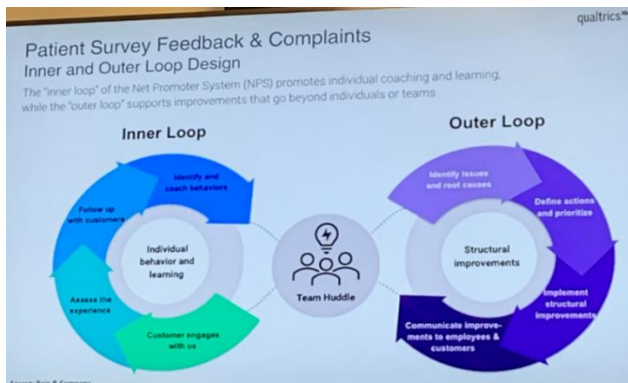 qualtrics.XM
Patient Survey Feedback & Complaints
Inner and Outer Loop Design
The "inner loop" of the Net Promoter System (NPS) promotes individual coaching and learning,
while the "outer loop" supports improvements that go beyond individuals or teams
Inner Loop
Identify and
coach behaviors
Follow up
with customers
Individual
behavior and
learning
Assess the
experience
Customer engages
with us
Team Huddle
Outer Loop
Identify issues
and root causes
Define actions
and prioritize
Structural
improvements
Implement
structural
improvements
Communicate improve-
ments to employees &
customers